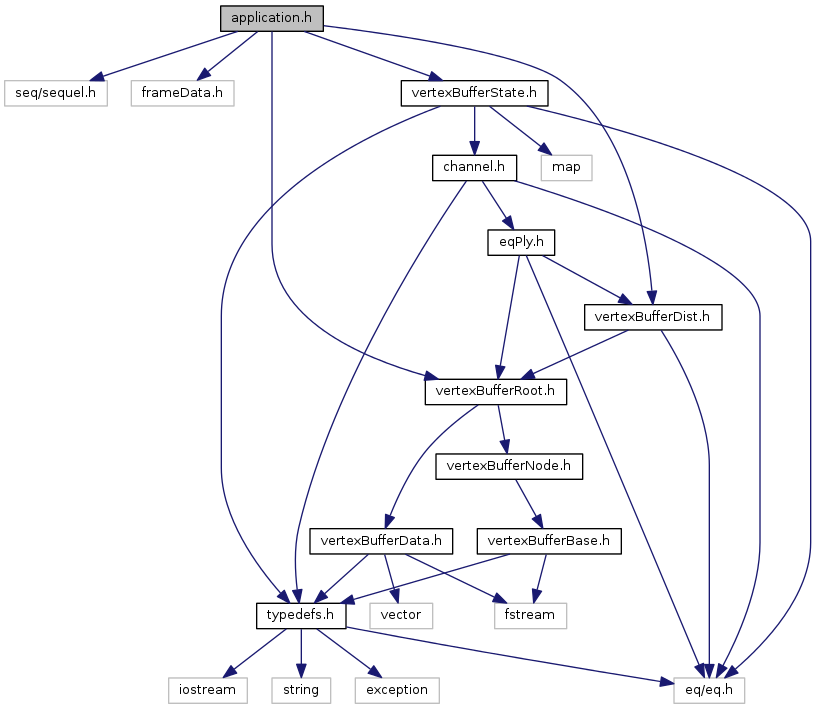 application.h
seq/sequel.h
frameData.h
vertexBufferState.h
channel.h
map
eqPly.h
vertexBufferDist.h
vertexBufferRoot.h
vertexBufferNode.h
vertexBufferData.h
vertexBufferBase.h
typedefs.h
vector
fstream
iostream
string
exception
eq/eq.h